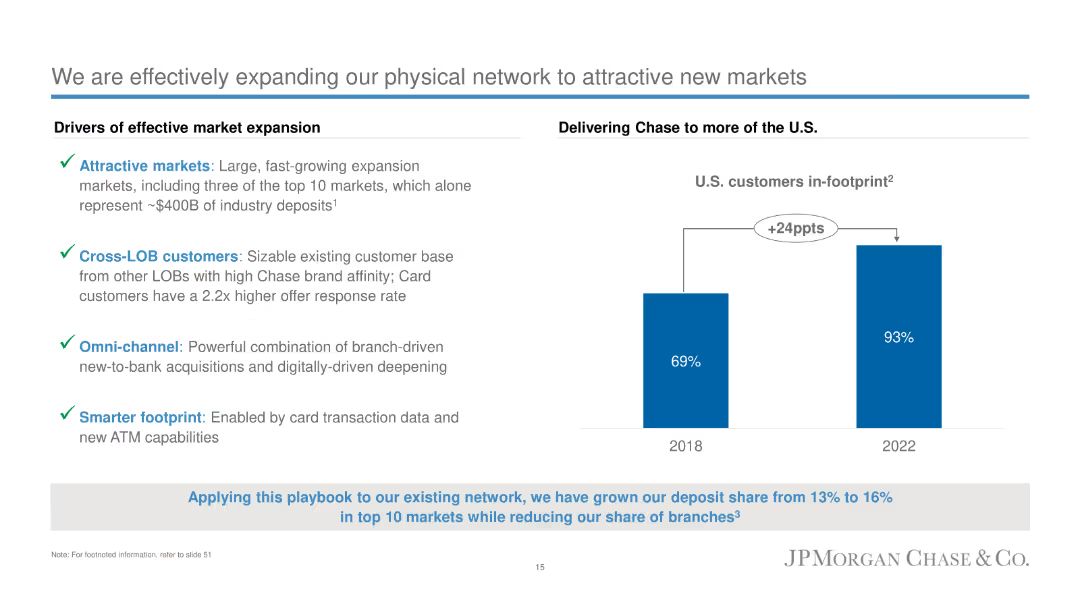 We are effectively expanding our physical network to attractive new markets
Drivers of effective market expansion
Attractive markets: Large, fast-growing expansion
markets, including three of the top 10 markets, which alone
represent ~$400B of industry deposits¹
Cross-LOB customers: Sizable existing customer base
from other LOBs with high Chase brand affinity; Card
customers have a 2.2x higher offer response rate
Omni-channel: Powerful combination of branch-driven
new-to-bank acquisitions and digitally-driven deepening
Smarter footprint: Enabled by card transaction data and
new ATM capabilities
Delivering Chase to more of the U.S.
U.S. customers in-footprint²
+24ppts
69%
93%
2018
2022
Applying this playbook to our existing network, we have grown our deposit share from 13% to 16%
in top 10 markets while reducing our share of branches³
Note: For footnoted information, refer to slide 51
15
JPMORGAN CHASE & CO.